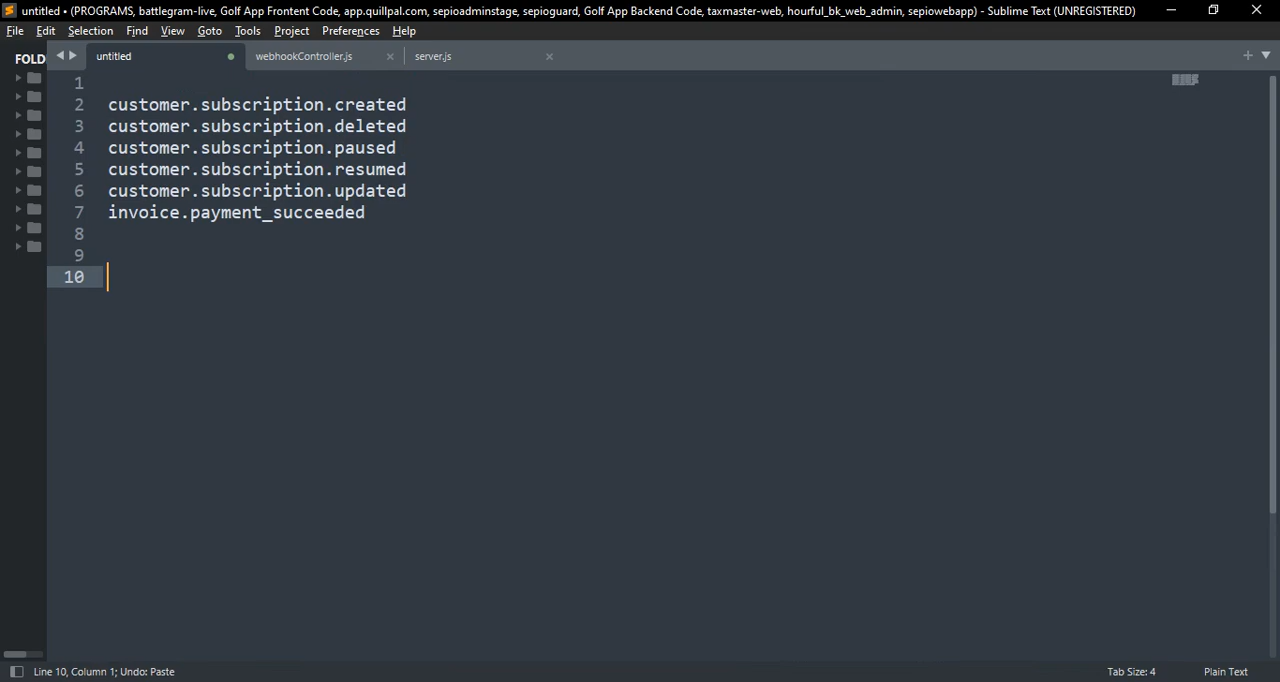 untitled • (PROGRAMS, battlegram-live, Golf App Frontent Code, app.quillpal.com, sepioadminstage, sepioguard, Golf App Backend Code, taxmaster-web, hourful_bk_web_admin, sepiowebapp) - Sublime Text (UNREGISTERED)
File Edit Selection Find View Goto Tools Project Preferences Help
FOLD
untitled webhookController.js server.js
1
2 customer.subscription.created
3 customer.subscription.deleted
4 customer.subscription.paused
5 customer.subscription.resumed
6 customer.subscription.updated
7 invoice.payment_succeeded
8
9
10
Line 10, Column 1; Undo: Paste Tab Size: 4 Plain Text